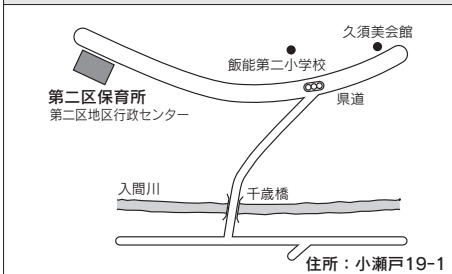 久須美会館
飯能第二小学校
県道
第二区保育所
第二区地区行政センター
入間川
千歳橋
住所：小瀬戸19-1